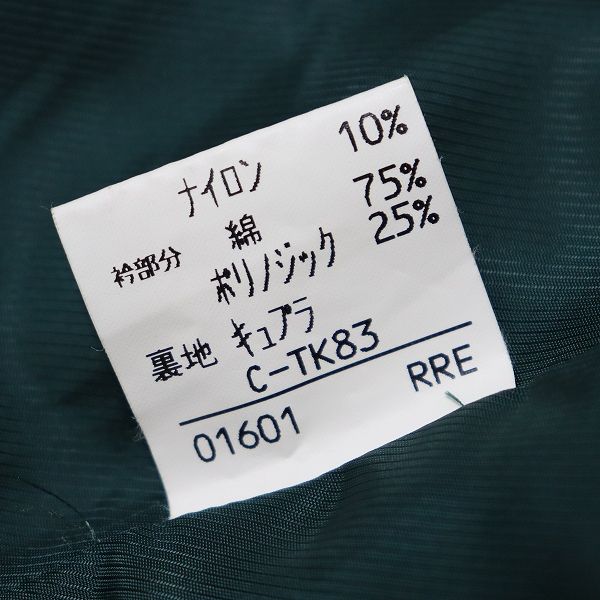 ナイロン 10%
衿部分 綿 75%
ポリノジック 25%
裏地 キュプラ
C-TK83
01601 RRE